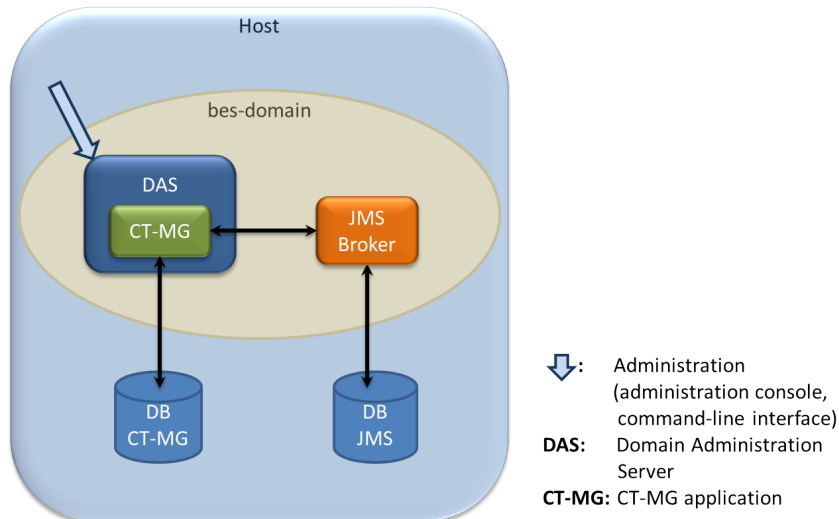 Host
bes-domain
DAS
CT-MG
JMS
Broker
DB
CT-MG
DB
JMS
: Administration
(administration console,
command-line interface)
DAS: Domain Administration
Server
CT-MG: CT-MG application